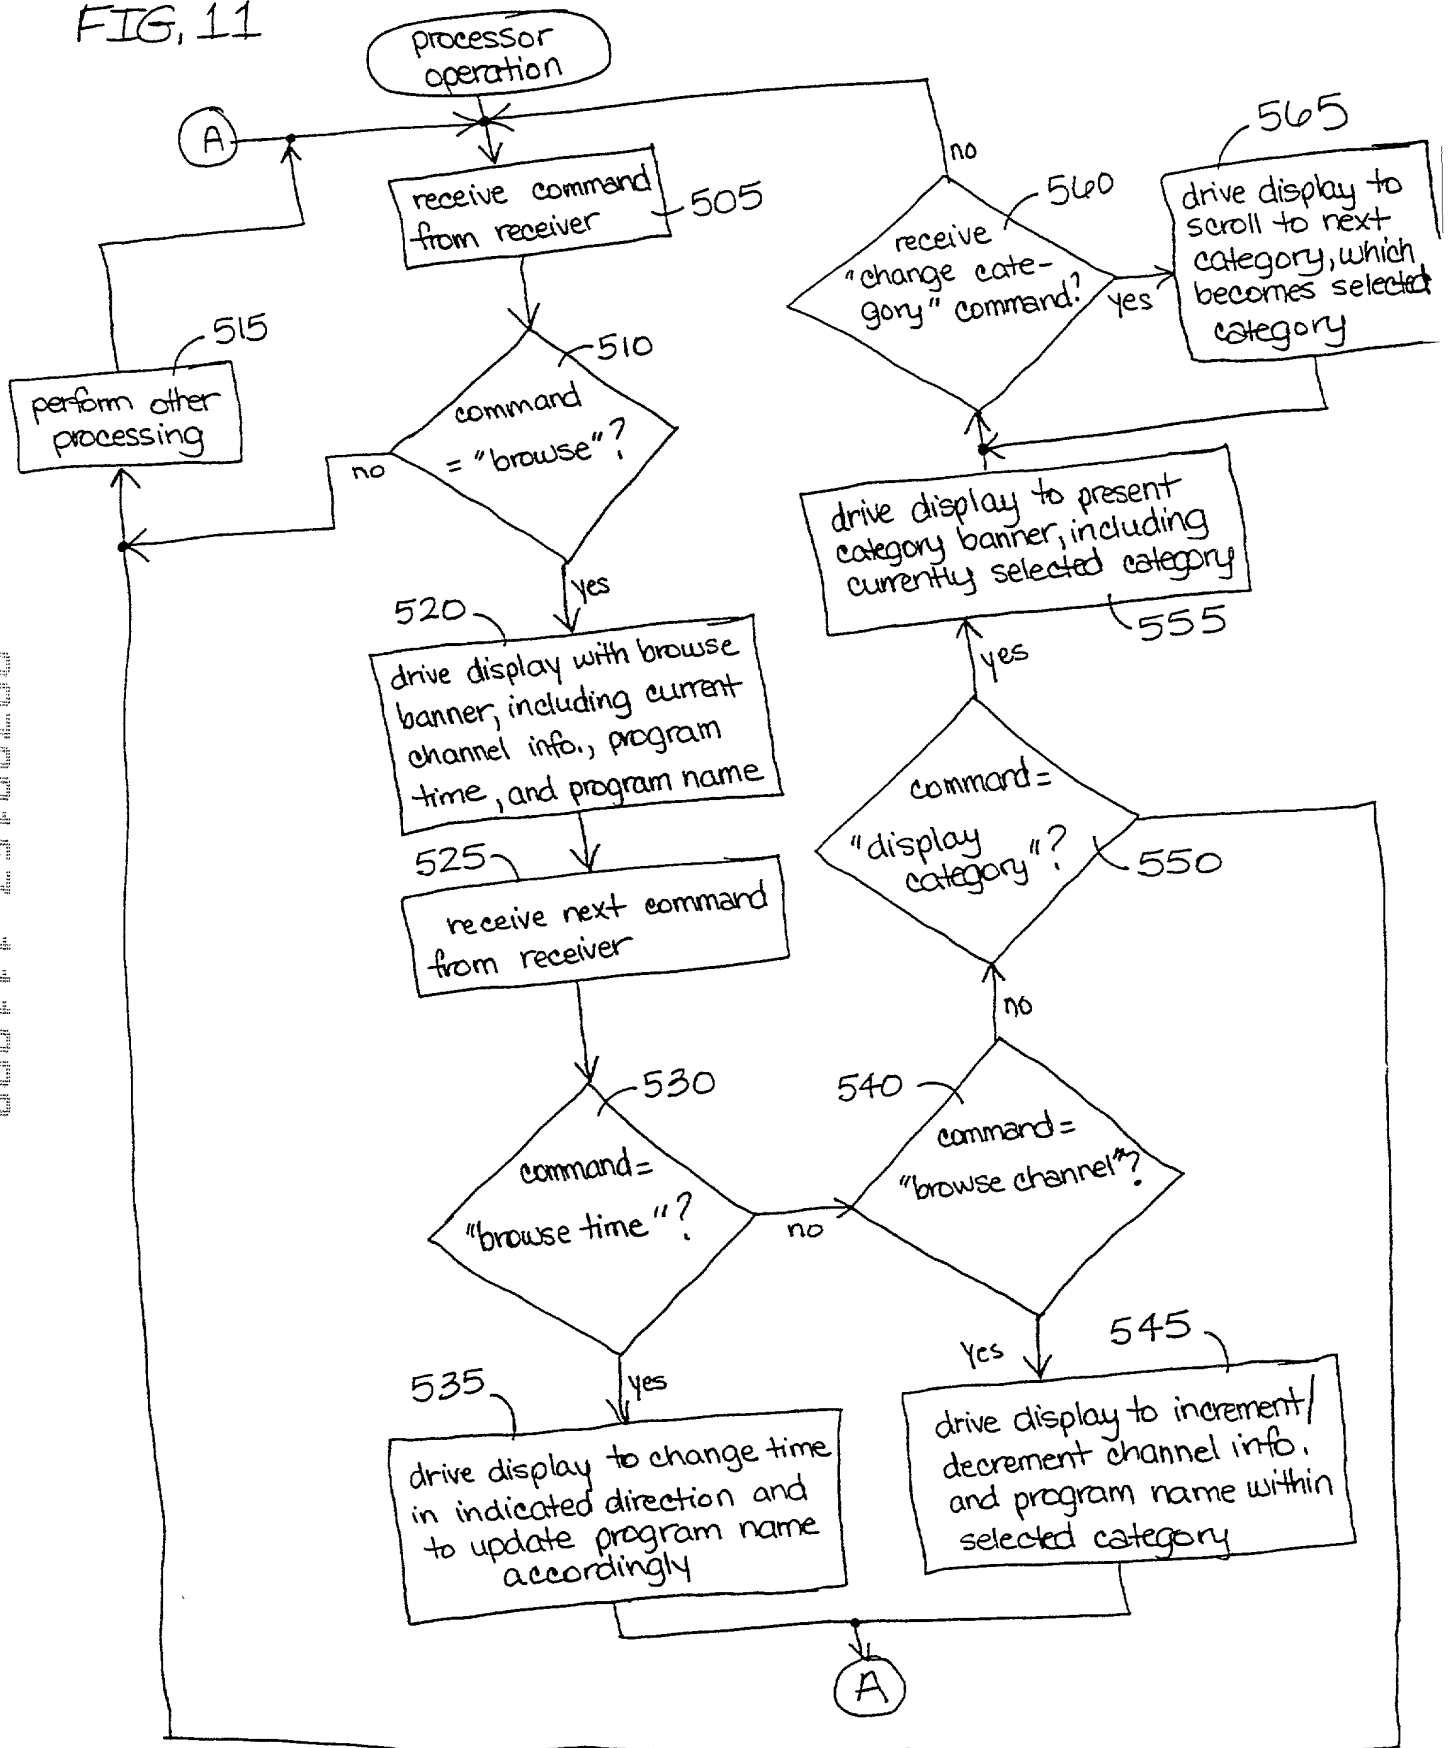 FIG. 11
processor
operation
A
receive command
from receiver
505
command
= "browse"?
510
no
yes
perform other
processing
515
520
drive display with browse
banner, including current
channel info., program
time, and program name
525
receive next command
from receiver
530
command=
"browse time"?
no
yes
535
drive display to change time
in indicated direction and
to update program name
accordingly
540
command=
"browse channel"?
no
yes
545
drive display to increment/
decrement channel info.
and program name within
selected category
A
command=
"display
category"?
550
yes
drive display to present
category banner, including
currently selected category
555
receive
"change cate-
gory" command?
560
no
yes
565
drive display to
scroll to next
category, which
becomes selected
category